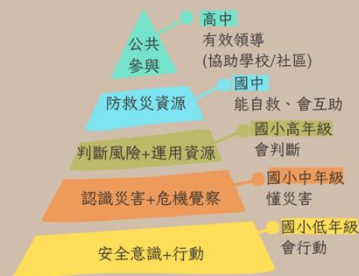 公共
參與
高中
有效領導
(協助學校/社區)
防救災資源
國中
能自救、會互助
判斷風險+運用資源
國小高年級
會判斷
認識災害+危機覺察
國小中年級
懂災害
安全意識+行動
國小低年級
會行動